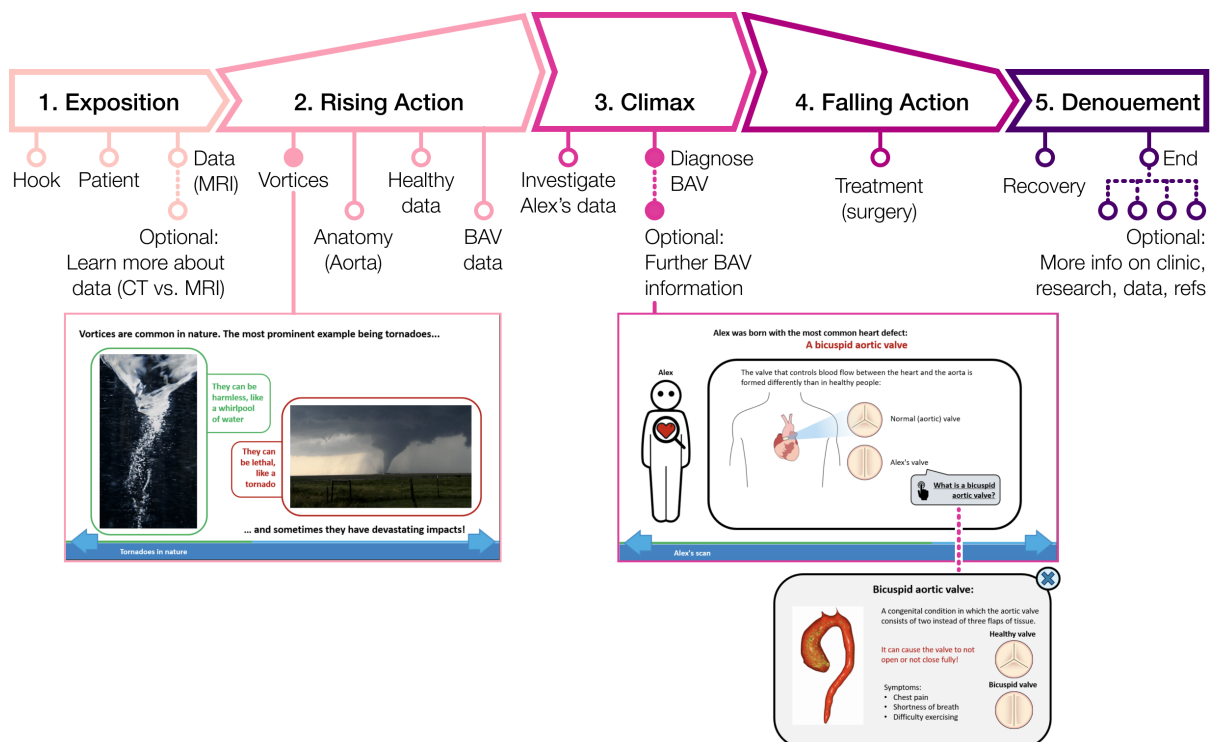 1. Exposition
2. Rising Action
3. Climax
4. Falling Action
5. Denouement
Hook
Patient
Data
(MRI)
Optional:
Learn more about
data (CT vs. MRI)
Vortices
Anatomy
(Aorta)
Healthy
data
BAV
data
Investigate
Alex's data
Diagnose
BAV
Optional:
Further BAV
information
Treatment
(surgery)
Recovery
End
Optional:
More info on clinic,
research, data, refs
Vortices are common in nature. The most prominent example being tornadoes...
They can be
harmless, like
a whirlpool
of water
They can
be lethal,
like a
tornado
... and sometimes they have devastating impacts!
Tornadoes in nature
Alex was born with the most common heart defect:
A bicuspid aortic valve
Alex
The valve that controls blood flow between the heart and the aorta is
formed differently than in healthy people:
Normal (aortic) valve
Alex's valve
What is a bicuspid
aortic valve?
Alex's scan
Bicuspid aortic valve:
A congenital condition in which the aortic valve
consists of two instead of three flaps of tissue.
Healthy valve
It can cause the valve to not
open or not close fully!
Bicuspid valve
Symptoms:
• Chest pain
• Shortness of breath
• Difficulty exercising